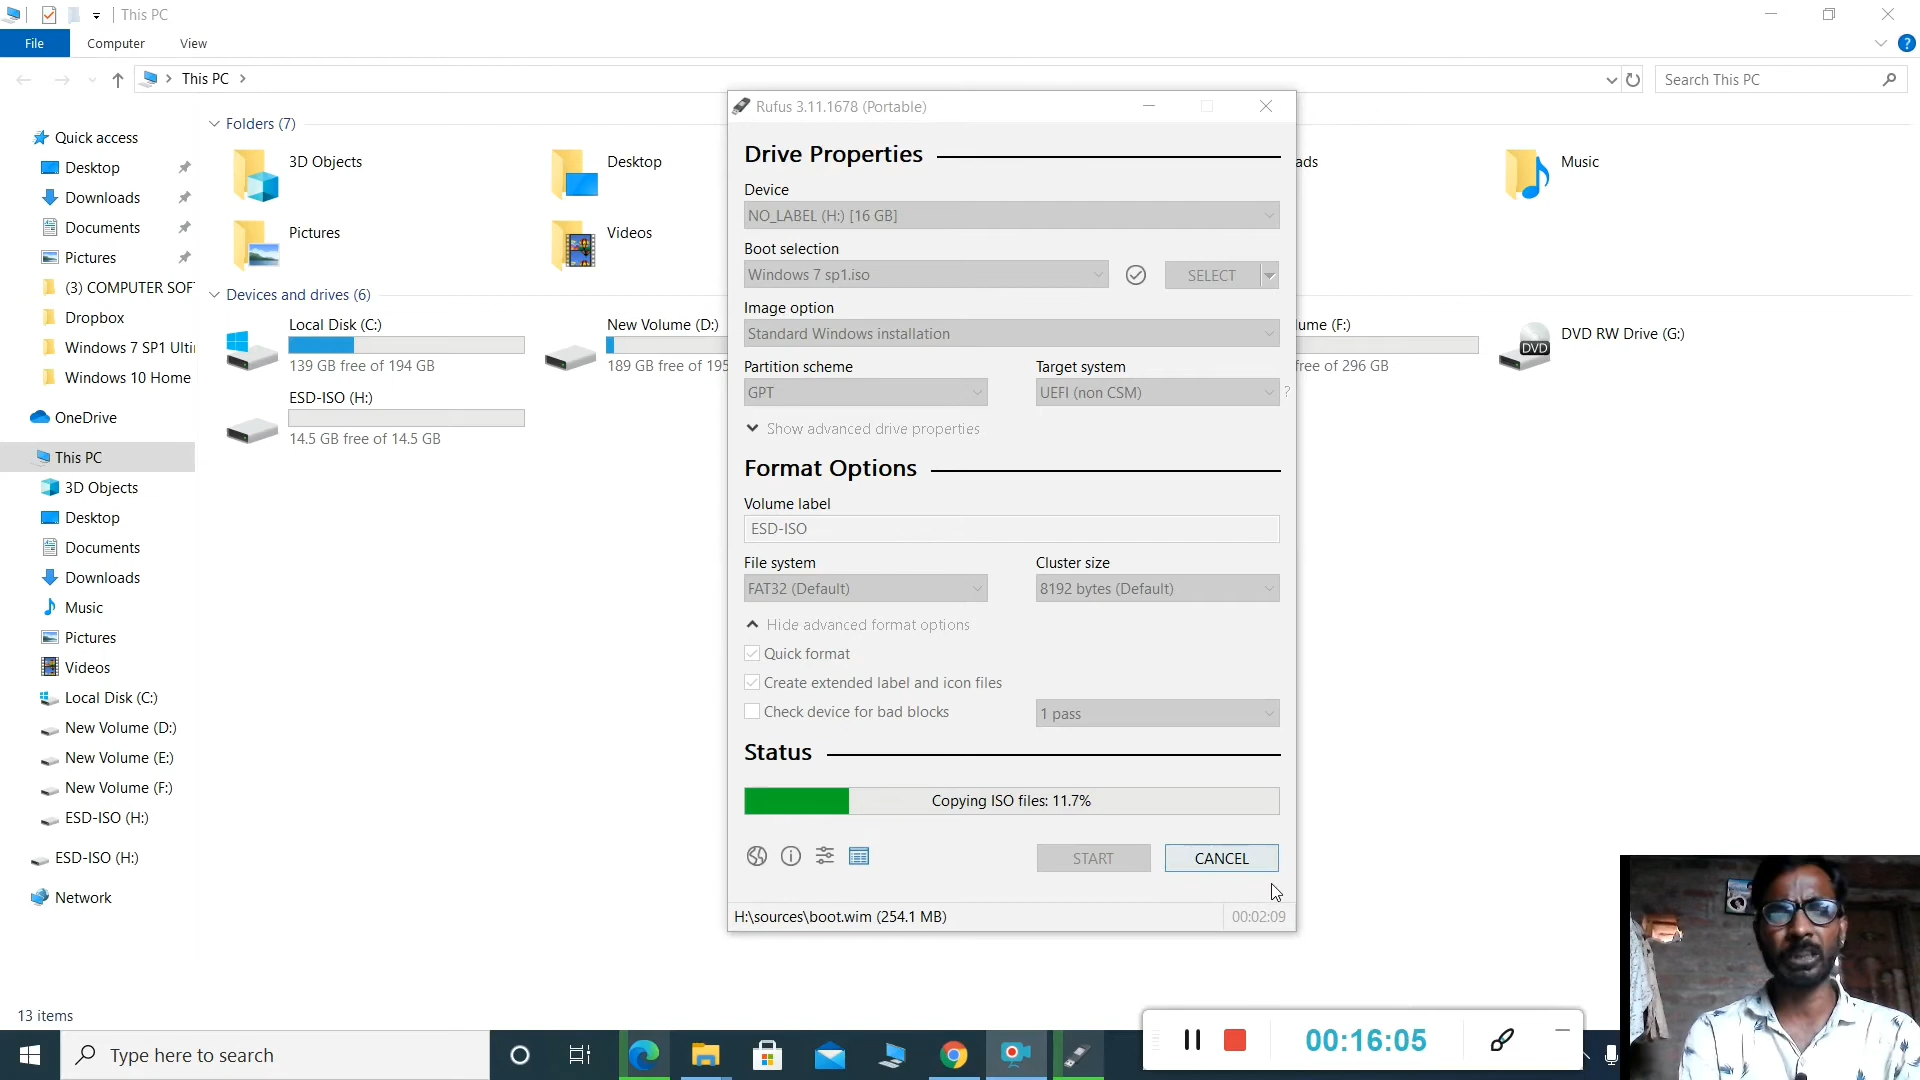 This PC
File
Computer
View
This PC
Search This PC
Quick access
Desktop
Downloads
Documents
Pictures
(3) COMPUTER SOF
Dropbox
Windows 7 SP1 Ulti
Windows 10 Home
OneDrive
This PC
3D Objects
Desktop
Documents
Downloads
Music
Pictures
Videos
Local Disk (C:)
New Volume (D:)
New Volume (E:)
New Volume (F:)
ESD-ISO (H:)
ESD-ISO (H:)
Network
13 items
Folders (7)
3D Objects
Desktop
ads
Music
Pictures
Videos
Devices and drives (6)
Local Disk (C:)
139 GB free of 194 GB
New Volume (D:)
189 GB free of 195
lume (F:)
free of 296 GB
DVD
DVD RW Drive (G:)
ESD-ISO (H:)
14.5 GB free of 14.5 GB
Rufus 3.11.1678 (Portable)
Drive Properties
Device
NO_LABEL (H:) [16 GB]
Boot selection
Windows 7 sp1.iso
SELECT
Image option
Standard Windows installation
Partition scheme
Target system
GPT
UEFI (non CSM)
?
Show advanced drive properties
Format Options
Volume label
ESD-ISO
File system
Cluster size
FAT32 (Default)
8192 bytes (Default)
Hide advanced format options
Quick format
Create extended label and icon files
Check device for bad blocks
1 pass
Status
Copying ISO files: 11.7%
START
CANCEL
H:\sources\boot.wim (254.1 MB)
00:02:09
Type here to search
00:16:05